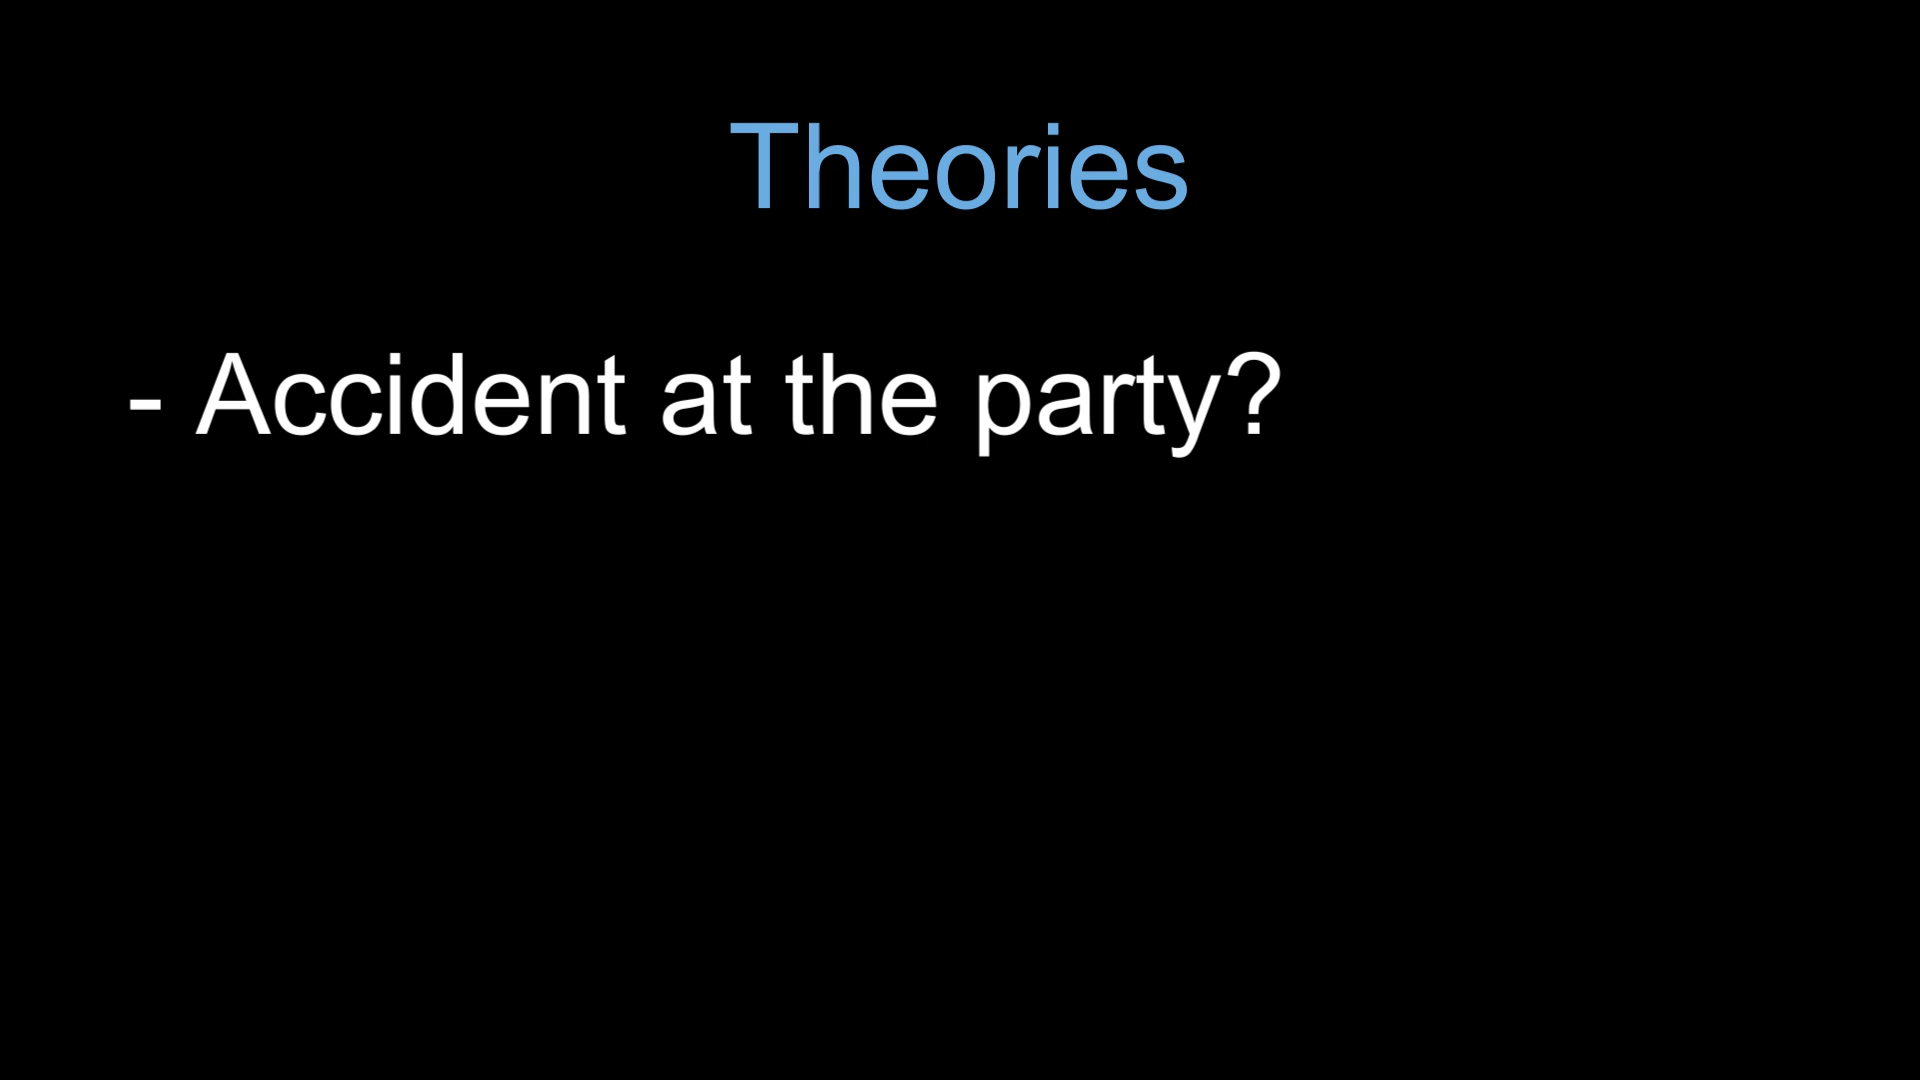 Theories
- Accident at the party?